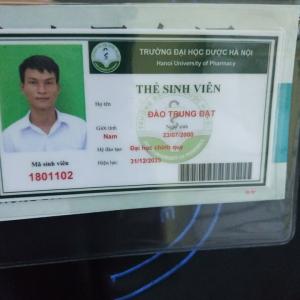 TRƯỜNG ĐẠI HỌC DƯỢC HÀ NỘI
Hanoi University of Pharmacy
THẺ SINH VIÊN
Họ tên
ĐÀO TRUNG ĐẠT
Giới tính
Ngày sinh
Nam
23/07/2000
Hệ đào tạo:
Đại học chính quy
Mã sinh viên
Hiệu lực:
31/12/2023
1801102